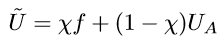 Ũ = χf + (1 − χ)U_A